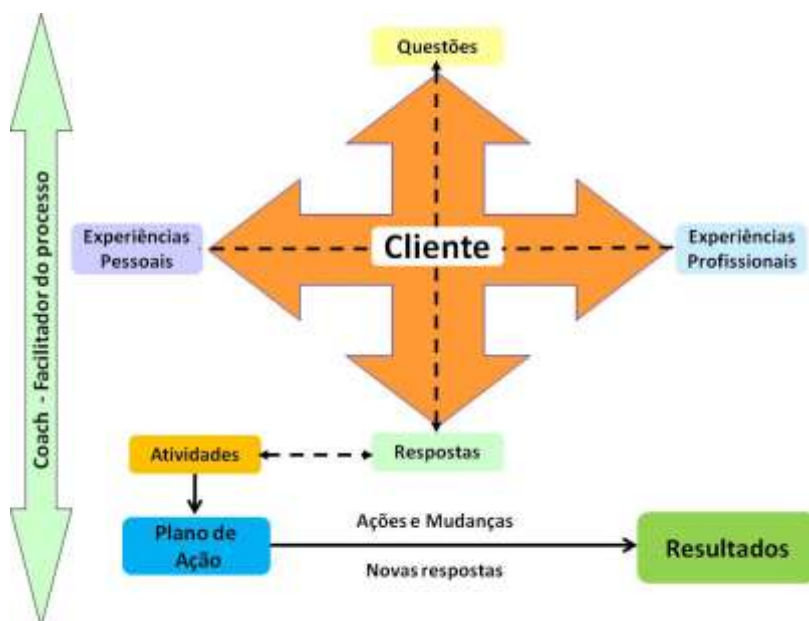 Questões
Coach - Facilitador do processo
Experiências
Pessoais
Cliente
Experiências
Profissionais
Atividades
Respostas
Plano de
Ação
Ações e Mudanças
Novas respostas
Resultados